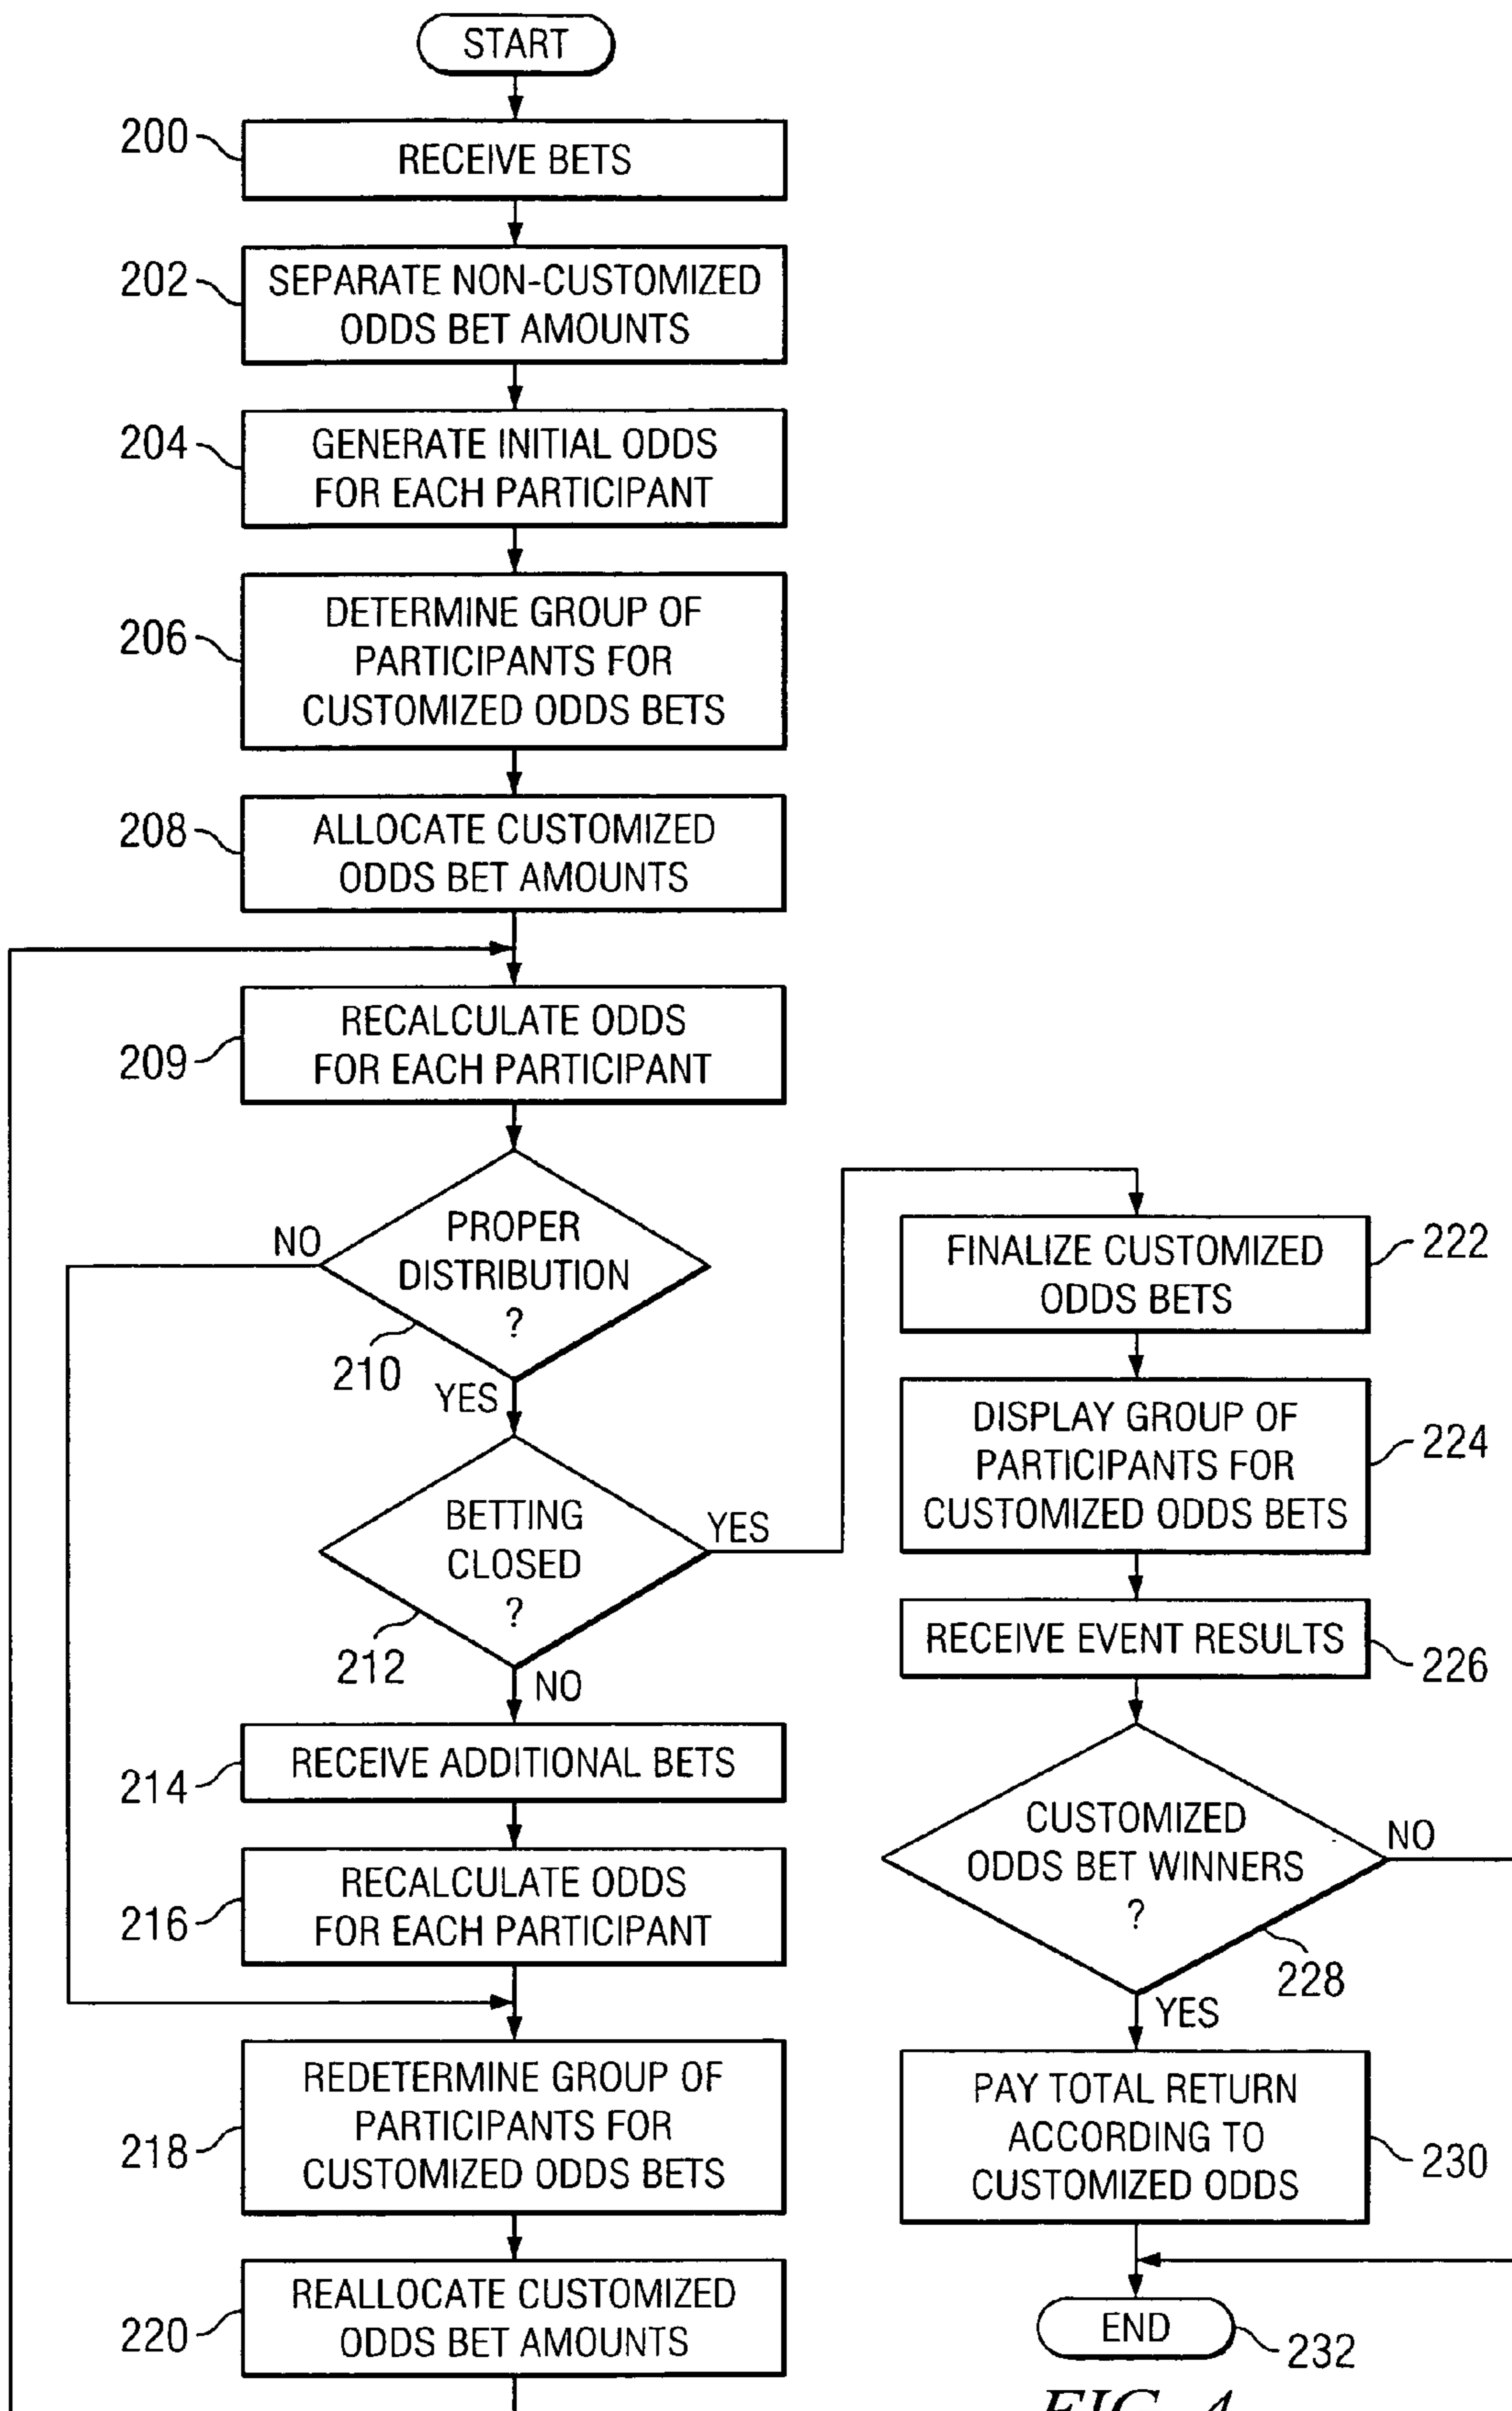 START
200
RECEIVE BETS
202
SEPARATE NON-CUSTOMIZED
ODDS BET AMOUNTS
204
GENERATE INITIAL ODDS
FOR EACH PARTICIPANT
206
DETERMINE GROUP OF
PARTICIPANTS FOR
CUSTOMIZED ODDS BETS
208
ALLOCATE CUSTOMIZED
ODDS BET AMOUNTS
209
RECALCULATE ODDS
FOR EACH PARTICIPANT
NO
PROPER
DISTRIBUTION
?
210
YES
BETTING
CLOSED
?
YES
212
NO
214
RECEIVE ADDITIONAL BETS
216
RECALCULATE ODDS
FOR EACH PARTICIPANT
218
REDETERMINE GROUP OF
PARTICIPANTS FOR
CUSTOMIZED ODDS BETS
220
REALLOCATE CUSTOMIZED
ODDS BET AMOUNTS
FINALIZE CUSTOMIZED
ODDS BETS
222
DISPLAY GROUP OF
PARTICIPANTS FOR
CUSTOMIZED ODDS BETS
224
RECEIVE EVENT RESULTS
226
CUSTOMIZED
ODDS BET WINNERS
?
NO
228
YES
PAY TOTAL RETURN
ACCORDING TO
CUSTOMIZED ODDS
230
END
232
FIG. 4